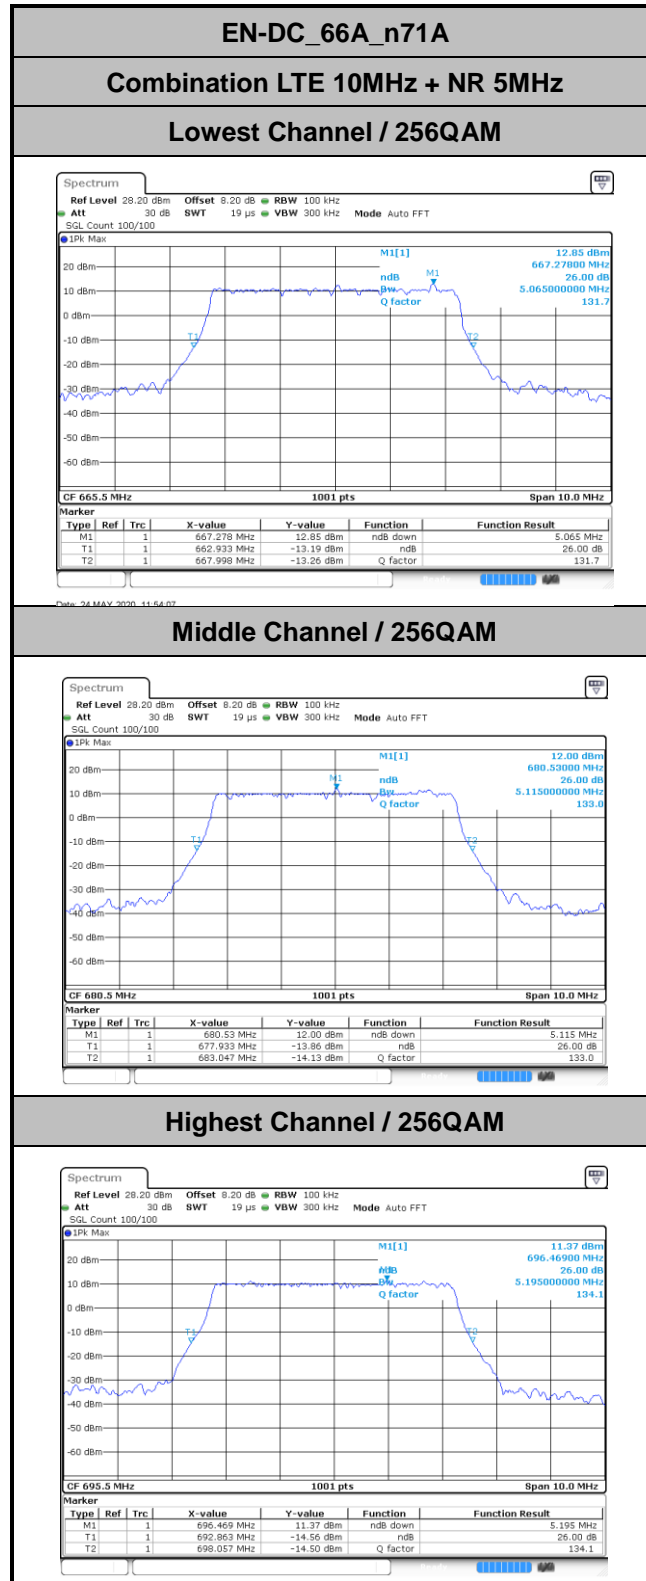 EN-DC_66A_n71A
Combination LTE 10MHz + NR 5MHz
Lowest Channel / 256QAM
Spectrum
Ref Level 28.20 dBm Offset 8.20 dB RBW 100 kHz
Att 30 dB SWT 19 µs VBW 300 kHz Mode Auto FFT
SGL Count 100/100
1Pk Max
M1[1] 12.85 dBm
667.27800 MHz
ndB 26.00 dB
Bw 5.065000000 MHz
Q factor 131.7
M1
T1
T2
20 dBm
10 dBm
0 dBm
-10 dBm
-20 dBm
-30 dBm
-40 dBm
-50 dBm
-60 dBm
CF 665.5 MHz 1001 pts Span 10.0 MHz
Marker
Type Ref Trc X-value Y-value Function Function Result
M1 1 667.278 MHz 12.85 dBm ndB down 5.065 MHz
T1 1 662.933 MHz -13.19 dBm ndB 26.00 dB
T2 1 667.998 MHz -13.26 dBm Q factor 131.7
Date: 24.MAY.2020 11:54:07
Middle Channel / 256QAM
Spectrum
Ref Level 28.20 dBm Offset 8.20 dB RBW 100 kHz
Att 30 dB SWT 19 µs VBW 300 kHz Mode Auto FFT
SGL Count 100/100
1Pk Max
M1[1] 12.00 dBm
680.53000 MHz
ndB 26.00 dB
Bw 5.115000000 MHz
Q factor 133.0
M1
T1
T2
20 dBm
10 dBm
0 dBm
-10 dBm
-20 dBm
-30 dBm
-40 dBm
-50 dBm
-60 dBm
CF 680.5 MHz 1001 pts Span 10.0 MHz
Marker
Type Ref Trc X-value Y-value Function Function Result
M1 1 680.53 MHz 12.00 dBm ndB down 5.115 MHz
T1 1 677.933 MHz -13.86 dBm ndB 26.00 dB
T2 1 683.047 MHz -14.13 dBm Q factor 133.0
Highest Channel / 256QAM
Spectrum
Ref Level 28.20 dBm Offset 8.20 dB RBW 100 kHz
Att 30 dB SWT 19 µs VBW 300 kHz Mode Auto FFT
SGL Count 100/100
1Pk Max
M1[1] 11.37 dBm
696.46900 MHz
ndB 26.00 dB
Bw 5.195000000 MHz
Q factor 134.1
M1
T1
T2
20 dBm
10 dBm
0 dBm
-10 dBm
-20 dBm
-30 dBm
-40 dBm
-50 dBm
-60 dBm
CF 695.5 MHz 1001 pts Span 10.0 MHz
Marker
Type Ref Trc X-value Y-value Function Function Result
M1 1 696.469 MHz 11.37 dBm ndB down 5.195 MHz
T1 1 692.863 MHz -14.56 dBm ndB 26.00 dB
T2 1 698.057 MHz -14.50 dBm Q factor 134.1